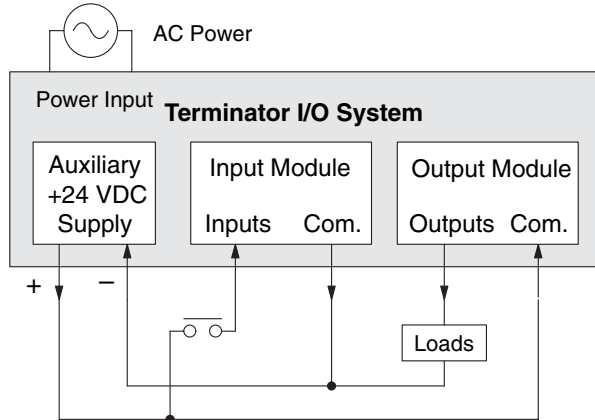 AC Power
Power Input
Terminator I/O System
Auxiliary
+24 VDC
Supply
Input Module
Inputs Com.
Output Module
Outputs Com.
+ −
Loads